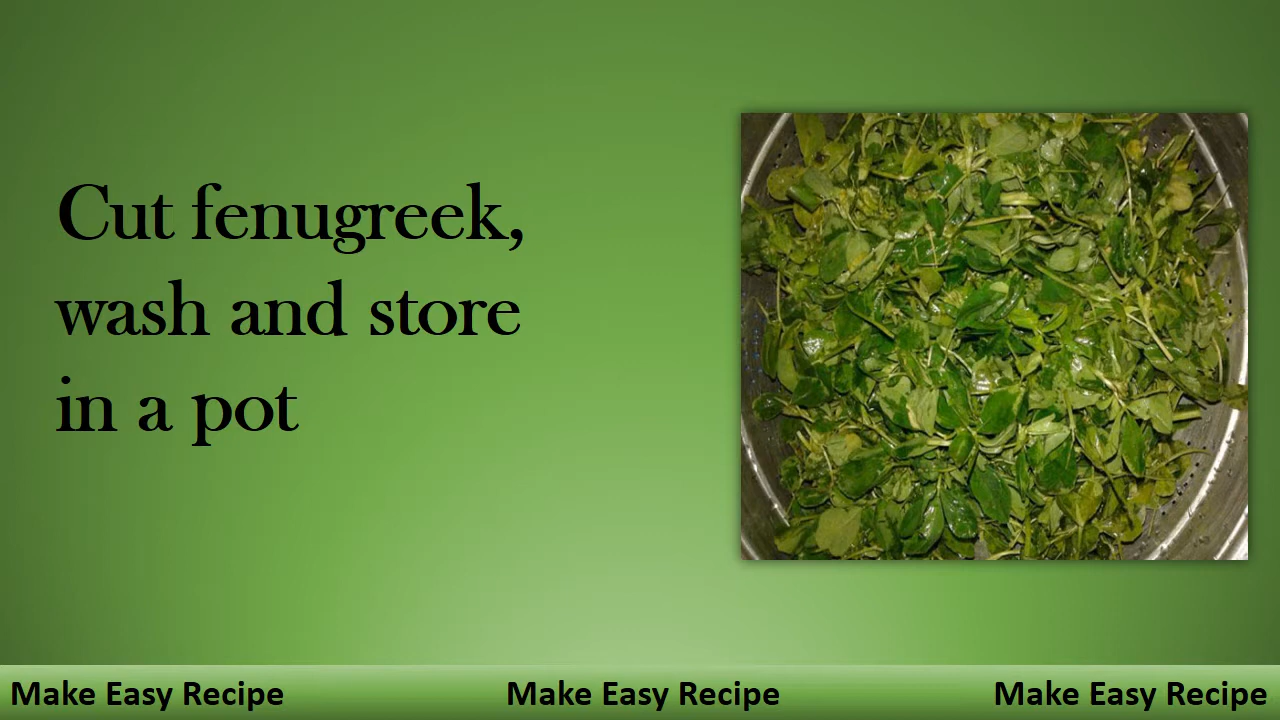 Cut fenugreek,
wash and store
in a pot
Make Easy Recipe Make Easy Recipe Make Easy Recipe